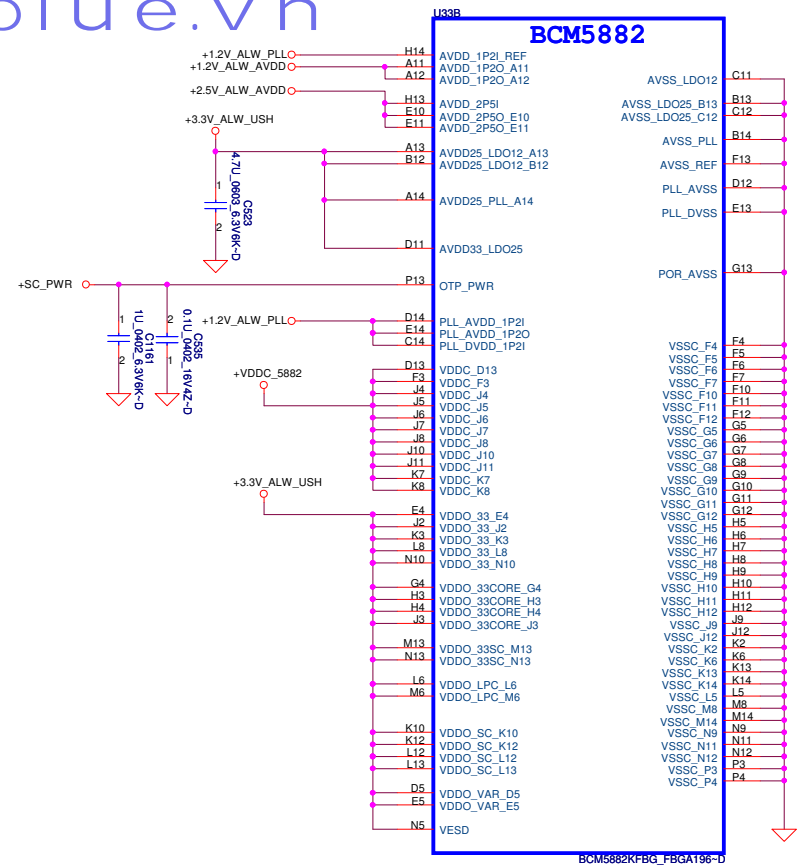 blue.vn
U33B
BCM5882
+1.2V_ALW_PLL
+1.2V_ALW_AVDD
+2.5V_ALW_AVDD
+3.3V_ALW_USH
1
2
4.7U_0603_6.3V6K~D
C523
+SC_PWR
1
2
1U_0402_6.3V6K~D
C1161
2
1
0.1U_0402_16V4Z~D
C535
+1.2V_ALW_PLL
+VDDC_5882
+3.3V_ALW_USH
H14 AVDD_1P2I_REF
A11 AVDD_1P2O_A11
A12 AVDD_1P2O_A12
H13 AVDD_2P5I
E10 AVDD_2P5O_E10
E11 AVDD_2P5O_E11
A13 AVDD25_LDO12_A13
B12 AVDD25_LDO12_B12
A14 AVDD25_PLL_A14
D11 AVDD33_LDO25
P13 OTP_PWR
D14 PLL_AVDD_1P2I
E14 PLL_AVDD_1P2O
C14 PLL_DVDD_1P2I
D13 VDDC_D13
F3 VDDC_F3
J4 VDDC_J4
J5 VDDC_J5
J6 VDDC_J6
J7 VDDC_J7
J8 VDDC_J8
J10 VDDC_J10
J11 VDDC_J11
K7 VDDC_K7
K8 VDDC_K8
E4 VDDO_33_E4
J2 VDDO_33_J2
K3 VDDO_33_K3
L8 VDDO_33_L8
N10 VDDO_33_N10
G4 VDDO_33CORE_G4
H3 VDDO_33CORE_H3
H4 VDDO_33CORE_H4
J3 VDDO_33CORE_J3
M13 VDDO_33SC_M13
N13 VDDO_33SC_N13
L6 VDDO_LPC_L6
M6 VDDO_LPC_M6
K10 VDDO_SC_K10
K12 VDDO_SC_K12
L12 VDDO_SC_L12
L13 VDDO_SC_L13
D5 VDDO_VAR_D5
E5 VDDO_VAR_E5
N5 VESD
AVSS_LDO12 C11
AVSS_LDO25_B13 B13
AVSS_LDO25_C12 C12
AVSS_PLL B14
AVSS_REF F13
PLL_AVSS D12
PLL_DVSS E13
POR_AVSS G13
VSSC_F4 F4
VSSC_F5 F5
VSSC_F6 F6
VSSC_F7 F7
VSSC_F10 F10
VSSC_F11 F11
VSSC_F12 F12
VSSC_G5 G5
VSSC_G6 G6
VSSC_G7 G7
VSSC_G8 G8
VSSC_G9 G9
VSSC_G10 G10
VSSC_G11 G11
VSSC_G12 G12
VSSC_H5 H5
VSSC_H6 H6
VSSC_H7 H7
VSSC_H8 H8
VSSC_H9 H9
VSSC_H10 H10
VSSC_H11 H11
VSSC_H12 H12
VSSC_J9 J9
VSSC_J12 J12
VSSC_K2 K2
VSSC_K6 K6
VSSC_K13 K13
VSSC_K14 K14
VSSC_L5 L5
VSSC_M8 M8
VSSC_M14 M14
VSSC_N9 N9
VSSC_N11 N11
VSSC_N12 N12
VSSC_P3 P3
VSSC_P4 P4
BCM5882KFBG_FBGA196~D